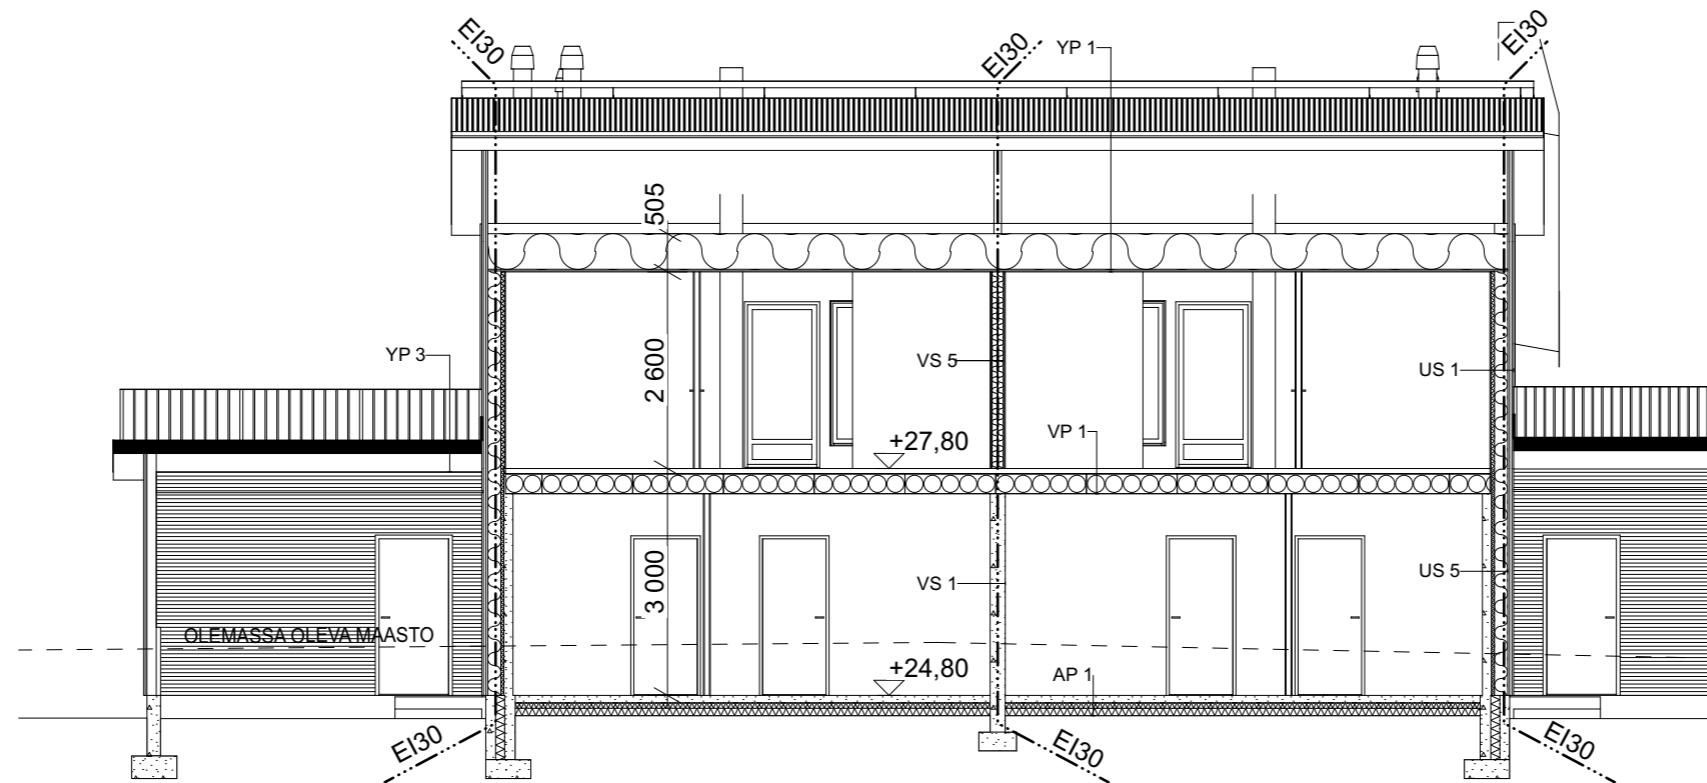 EI30
EI30
EI30
YP 1
505
YP 3
2 600
VS 5
US 1
+27,80
VP 1
3 000
VS 1
US 5
OLEMASSA OLEVA MAASTO
+24,80
AP 1
EI30
EI30
EI30